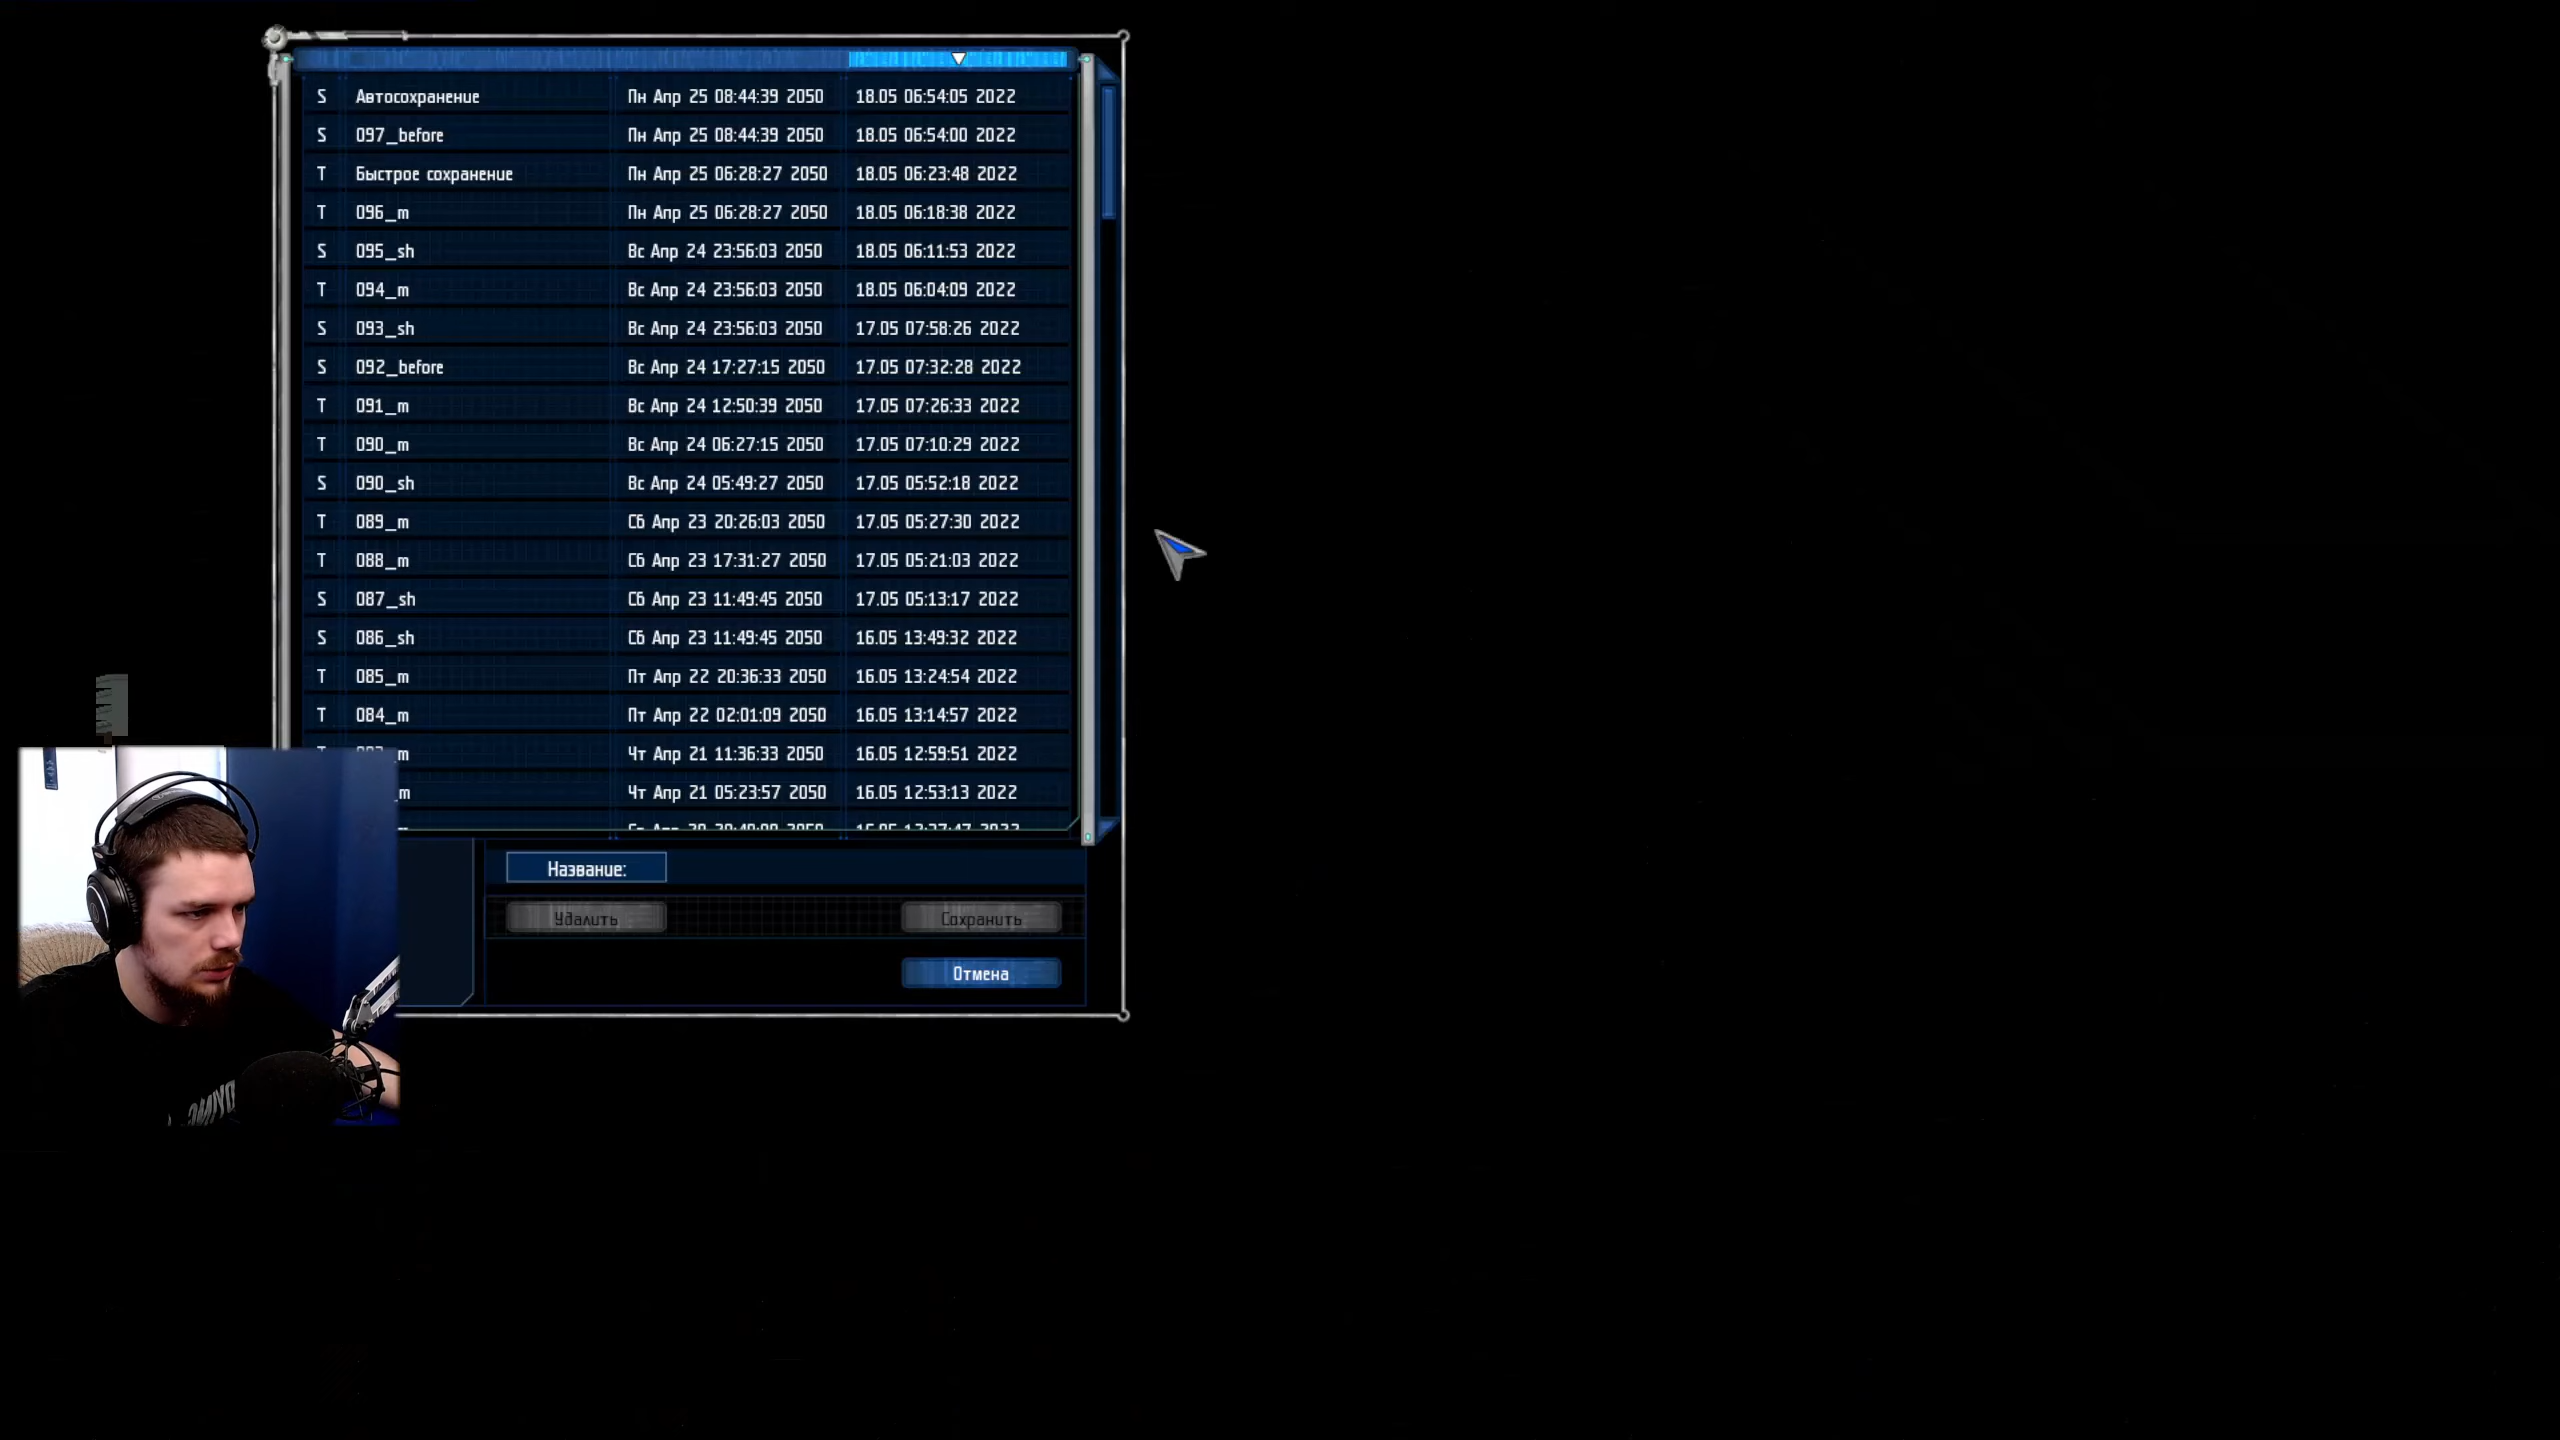 S Автосохранение Пн Апр 25 08:44:39 2050 18.05 06:54:05 2022
S 097_before Пн Апр 25 08:44:39 2050 18.05 06:54:00 2022
T Быстрое сохранение Пн Апр 25 06:28:27 2050 18.05 06:23:48 2022
T 096_m Пн Апр 25 06:28:27 2050 18.05 06:18:38 2022
S 095_sh Вс Апр 24 23:56:03 2050 18.05 06:11:53 2022
T 094_m Вс Апр 24 23:56:03 2050 18.05 06:04:09 2022
S 093_sh Вс Апр 24 23:56:03 2050 17.05 07:58:26 2022
S 092_before Вс Апр 24 17:27:15 2050 17.05 07:32:28 2022
T 091_m Вс Апр 24 12:50:39 2050 17.05 07:26:33 2022
T 090_m Вс Апр 24 06:27:15 2050 17.05 07:10:29 2022
S 090_sh Вс Апр 24 05:49:27 2050 17.05 05:52:18 2022
T 089_m Сб Апр 23 20:26:03 2050 17.05 05:27:30 2022
T 088_m Сб Апр 23 17:31:27 2050 17.05 05:21:03 2022
S 087_sh Сб Апр 23 11:49:45 2050 17.05 05:13:17 2022
S 086_sh Сб Апр 23 11:49:45 2050 16.05 13:49:32 2022
T 085_m Пт Апр 22 20:36:33 2050 16.05 13:24:54 2022
T 084_m Пт Апр 22 02:01:09 2050 16.05 13:14:57 2022
Чт Апр 21 11:36:33 2050 16.05 12:59:51 2022
Чт Апр 21 05:23:57 2050 16.05 12:53:13 2022
Название:
Удалить Сохранить
Отмена